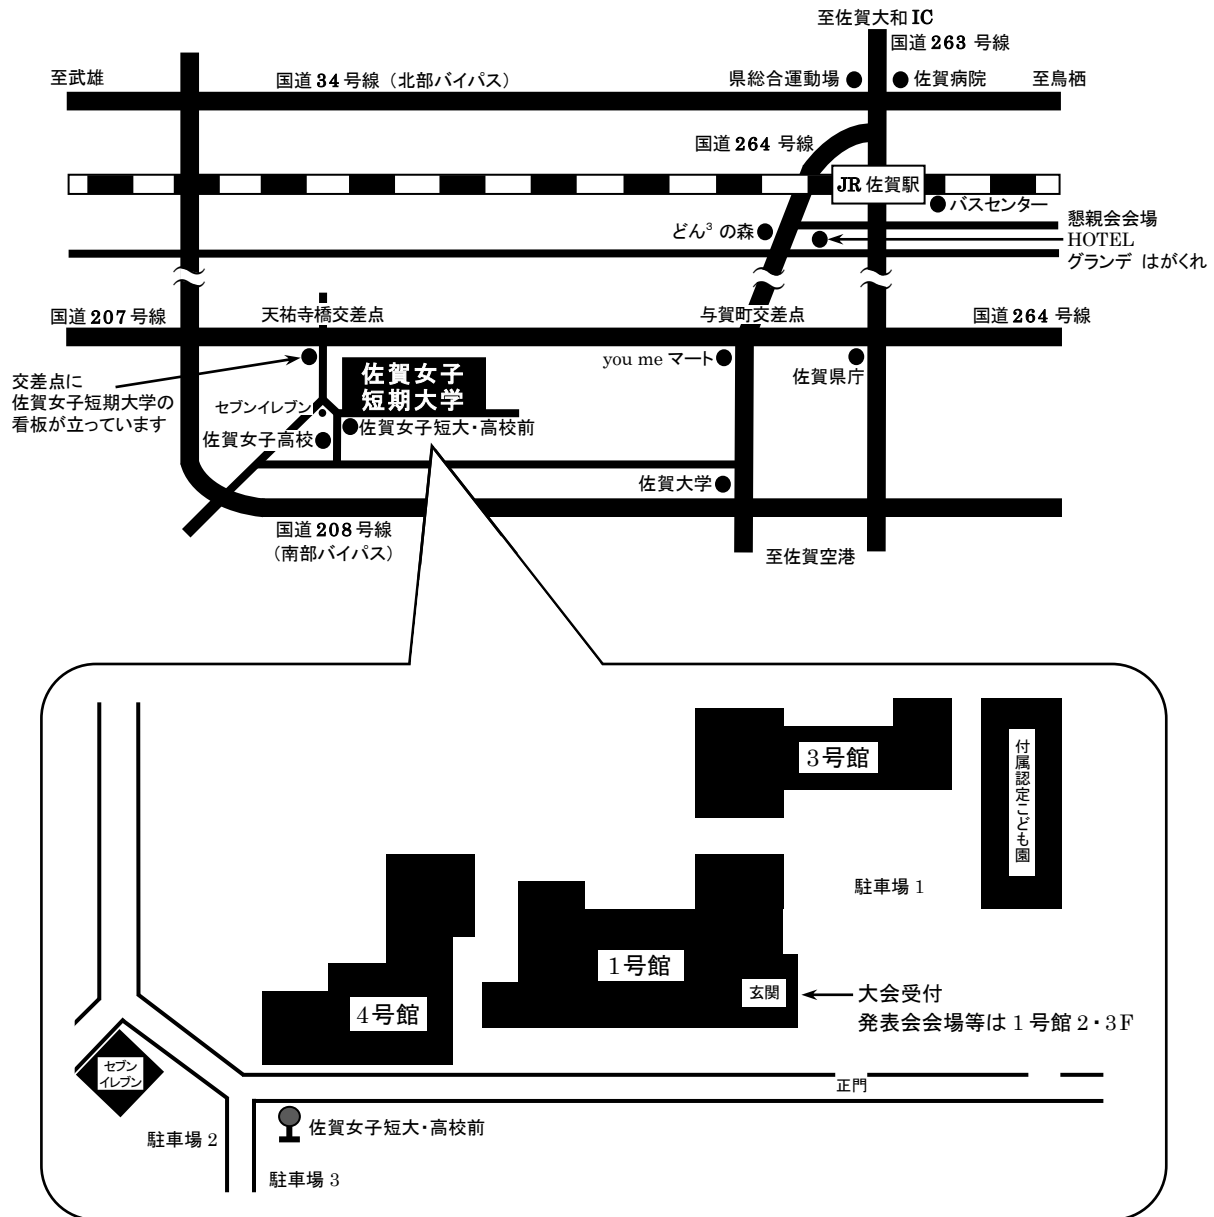 至佐賀大和IC
国道263号線
至武雄
国道34号線（北部バイパス）
県総合運動場
佐賀病院
至鳥栖
国道264号線
JR佐賀駅
バスセンター
どん³の森
懇親会会場
HOTEL
グランデ はがくれ
国道207号線
天祐寺橋交差点
与賀町交差点
国道264号線
you me マート
佐賀県庁
交差点に
佐賀女子短期大学の
看板が立っています
佐賀女子
短期大学
セブンイレブン
佐賀女子高校
佐賀女子短大・高校前
佐賀大学
国道208号線
（南部バイパス）
至佐賀空港
3号館
付属認定こども園
駐車場1
1号館
玄関
大会受付
発表会会場等は1号館2・3F
4号館
セブン
イレブン
正門
佐賀女子短大・高校前
駐車場2
駐車場3